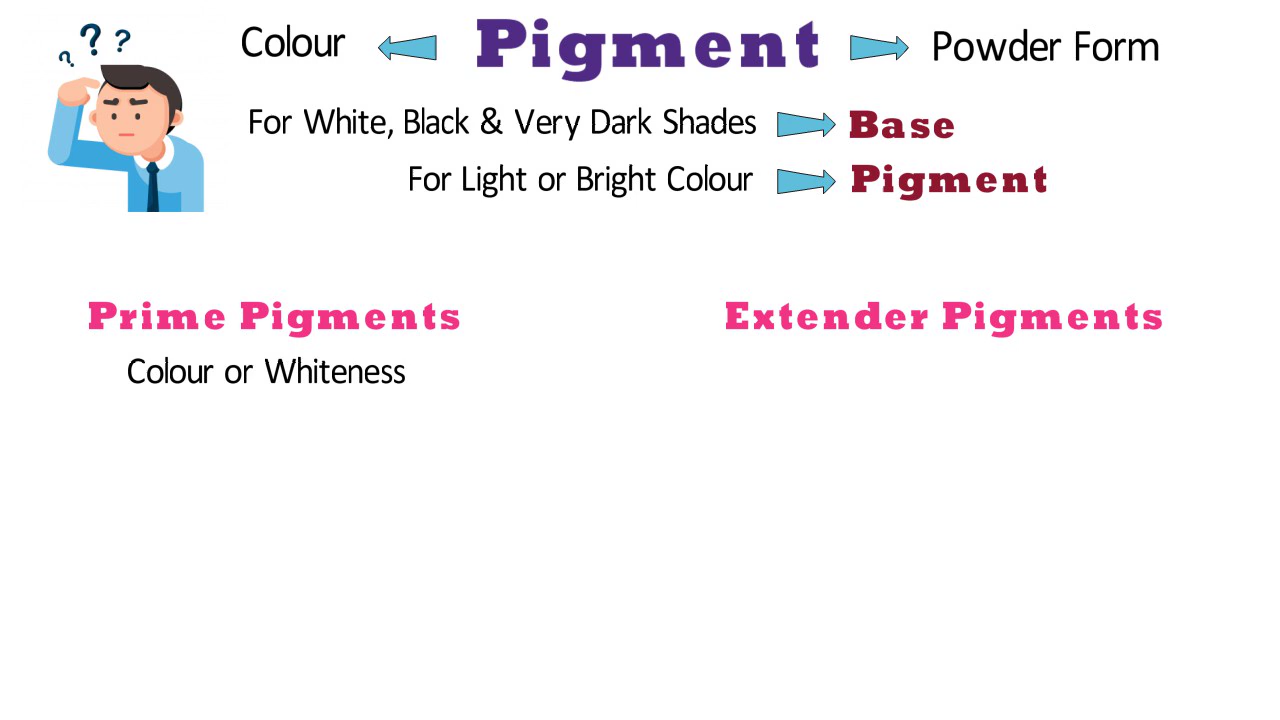 ? ? ?
Colour Pigment Powder Form
For White, Black & Very Dark Shades Base
For Light or Bright Colour Pigment
Prime Pigments Extender Pigments
Colour or Whiteness